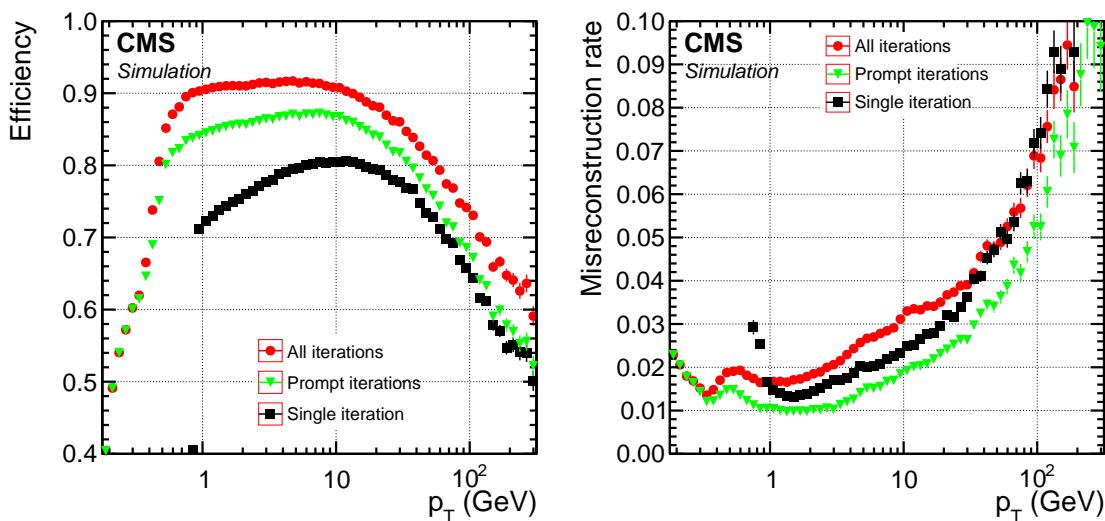 Efficiency
1.0
0.9
0.8
0.7
0.6
0.5
0.4
CMS
Simulation
All iterations
Prompt iterations
Single iteration
1
10
10²
p_T (GeV)
Misreconstruction rate
0.10
0.09
0.08
0.07
0.06
0.05
0.04
0.03
0.02
0.01
0.00
CMS
Simulation
All iterations
Prompt iterations
Single iteration
1
10
10²
p_T (GeV)